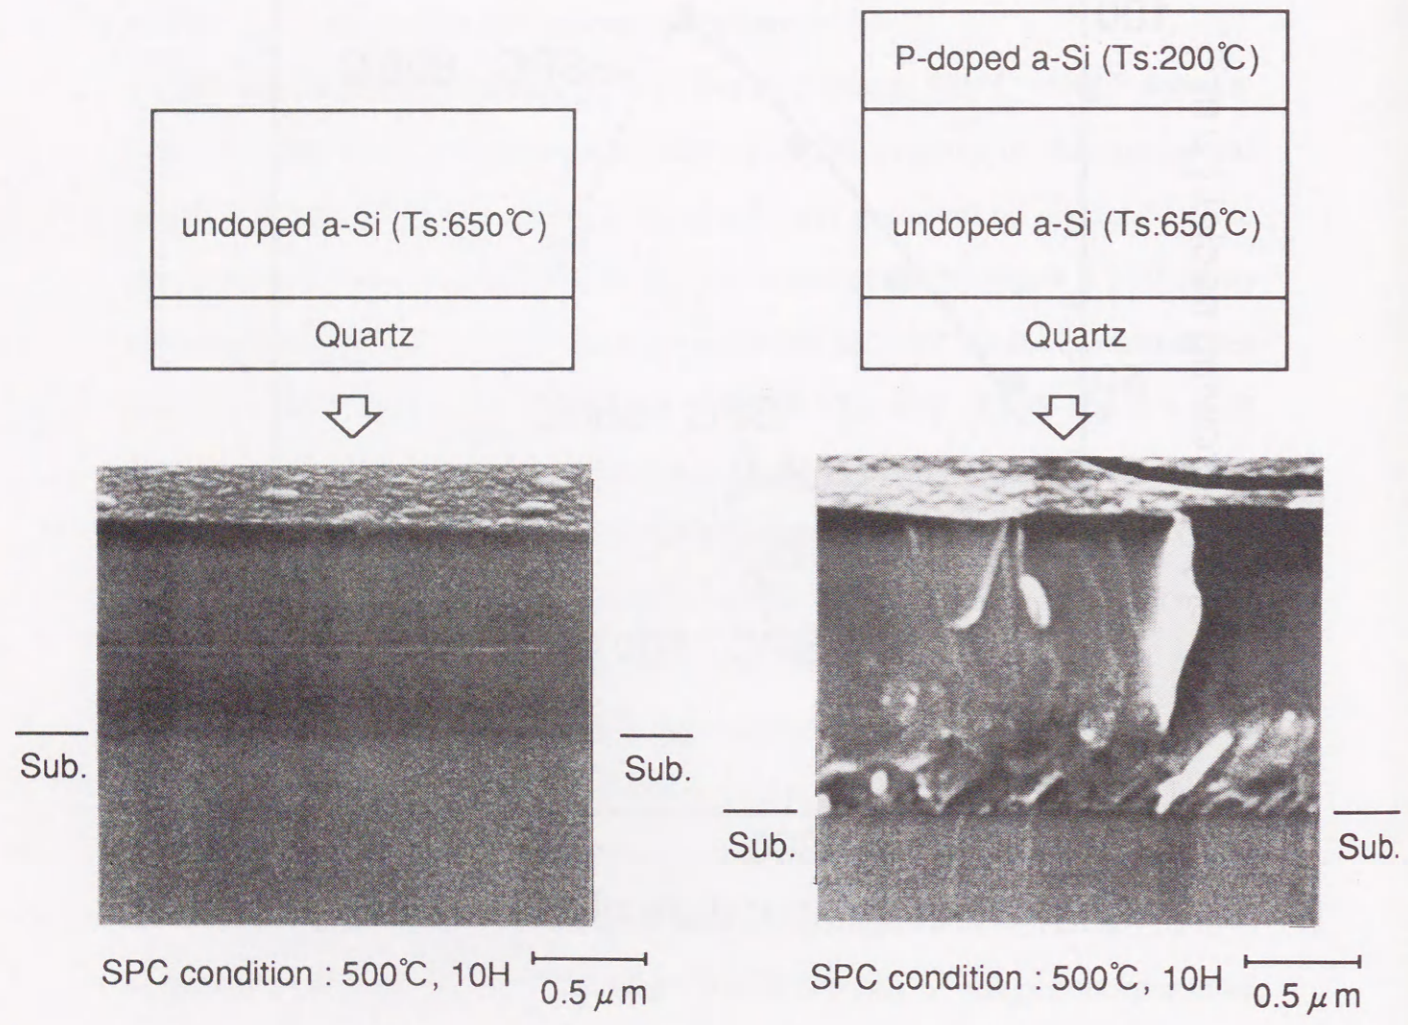 P-doped a-Si (Ts:200℃)
undoped a-Si (Ts:650℃)
undoped a-Si (Ts:650℃)
Quartz
Quartz
Sub.
Sub.
Sub.
Sub.
SPC condition : 500℃, 10H
0.5 μm
SPC condition : 500℃, 10H
0.5 μm